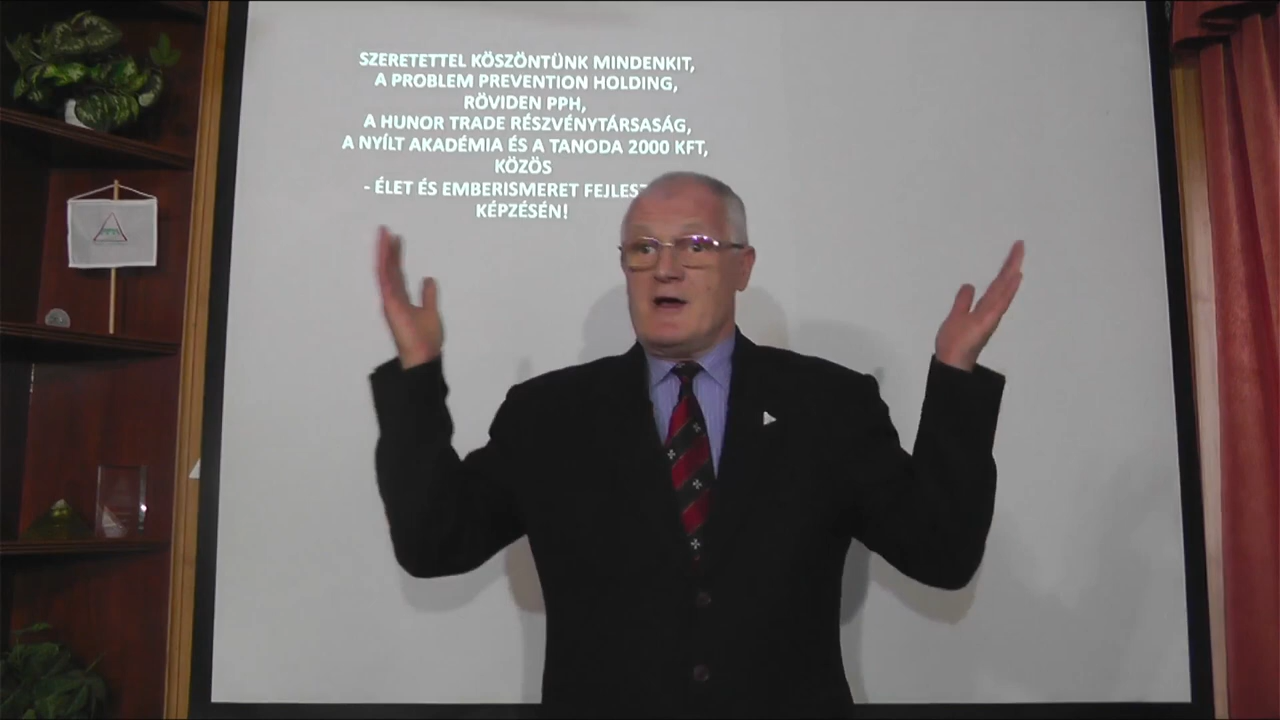 SZERETETTEL KÖSZÖNTÜNK MINDENKIT,
A PROBLEM PREVENTION HOLDING,
RÖVIDEN PPH,
A HUNOR TRADE RÉSZVÉNYTÁRSASÁG,
A NYÍLT AKADÉMIA ÉS A TANODA 2000 KFT,
KÖZÖS
- ÉLET ÉS EMBERISMERET
KÉPZÉSÉN!